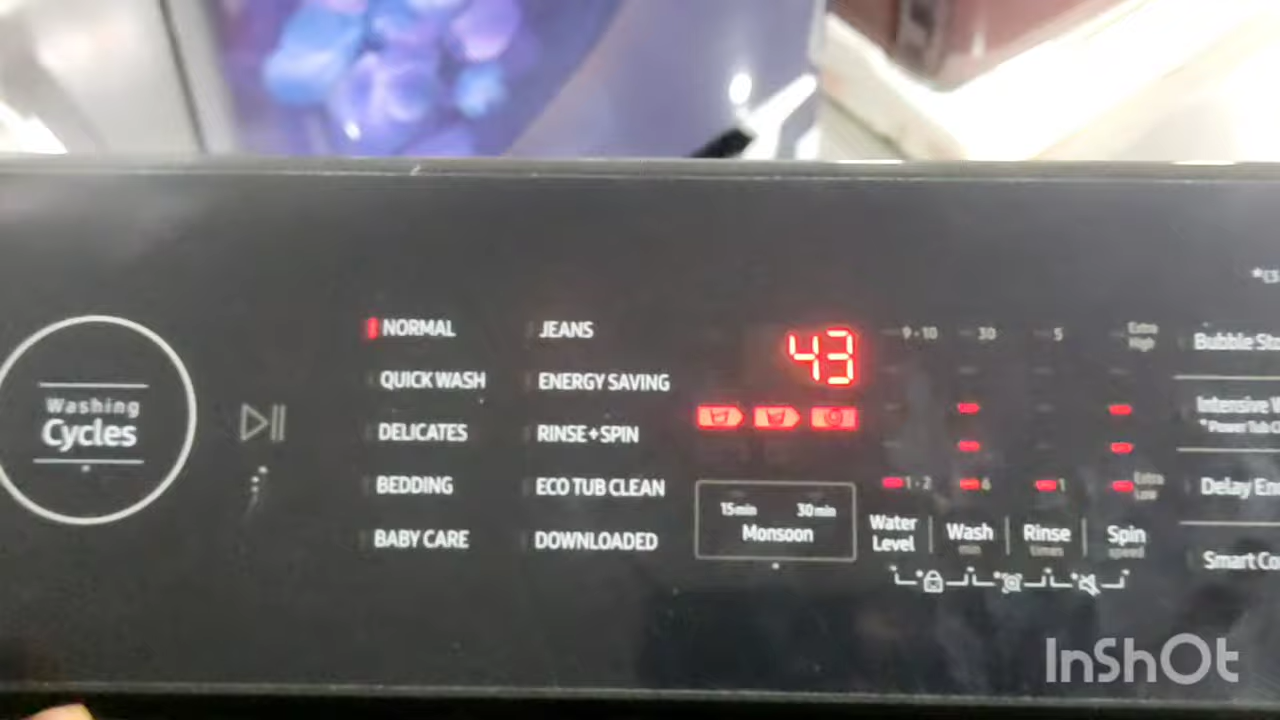 Washing
Cycles
NORMAL
QUICK WASH
DELICATES
BEDDING
BABY CARE
JEANS
ENERGY SAVING
RINSE+SPIN
ECO TUB CLEAN
DOWNLOADED
43
15min 30min
Monsoon
9-10 30 5 Extra High
1-2 6 1 Extra Low
Water Level
Wash
min
Rinse
times
Spin
speed
Bubble
Intensive
*Power Tub
Delay
Smart
InShOt